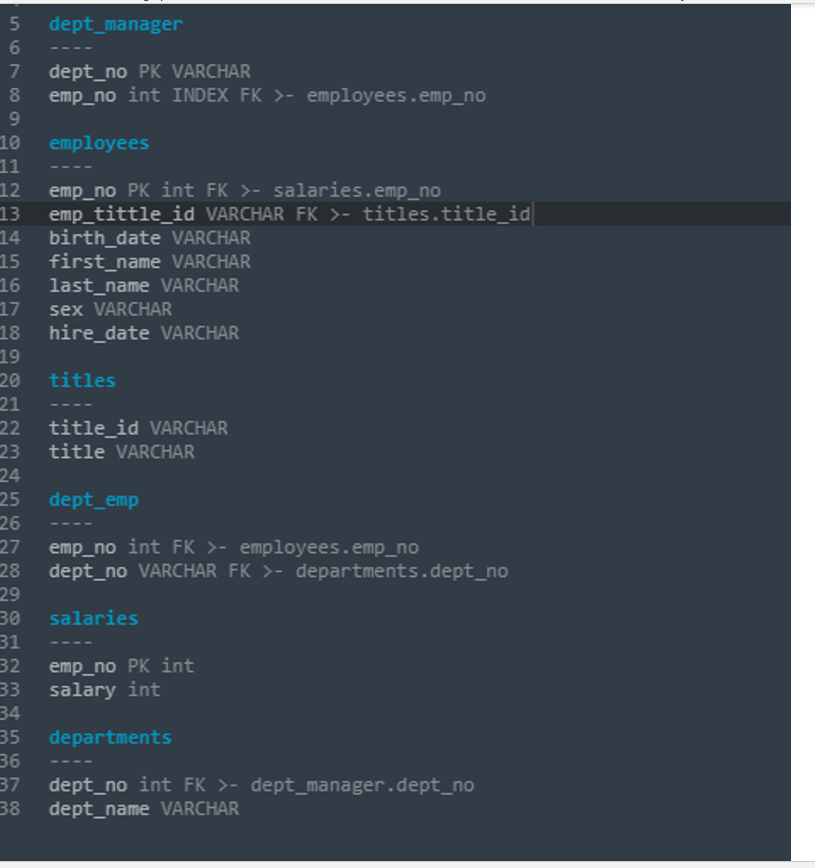 5 dept_manager
6 ----
7 dept_no PK VARCHAR
8 emp_no int INDEX FK >- employees.emp_no
9
10 employees
11 ----
12 emp_no PK int FK >- salaries.emp_no
13 emp_tittle_id VARCHAR FK >- titles.title_id
14 birth_date VARCHAR
15 first_name VARCHAR
16 last_name VARCHAR
17 sex VARCHAR
18 hire_date VARCHAR
19
20 titles
21 ----
22 title_id VARCHAR
23 title VARCHAR
24
25 dept_emp
26 ----
27 emp_no int FK >- employees.emp_no
28 dept_no VARCHAR FK >- departments.dept_no
29
30 salaries
31 ----
32 emp_no PK int
33 salary int
34
35 departments
36 ----
37 dept_no int FK >- dept_manager.dept_no
38 dept_name VARCHAR